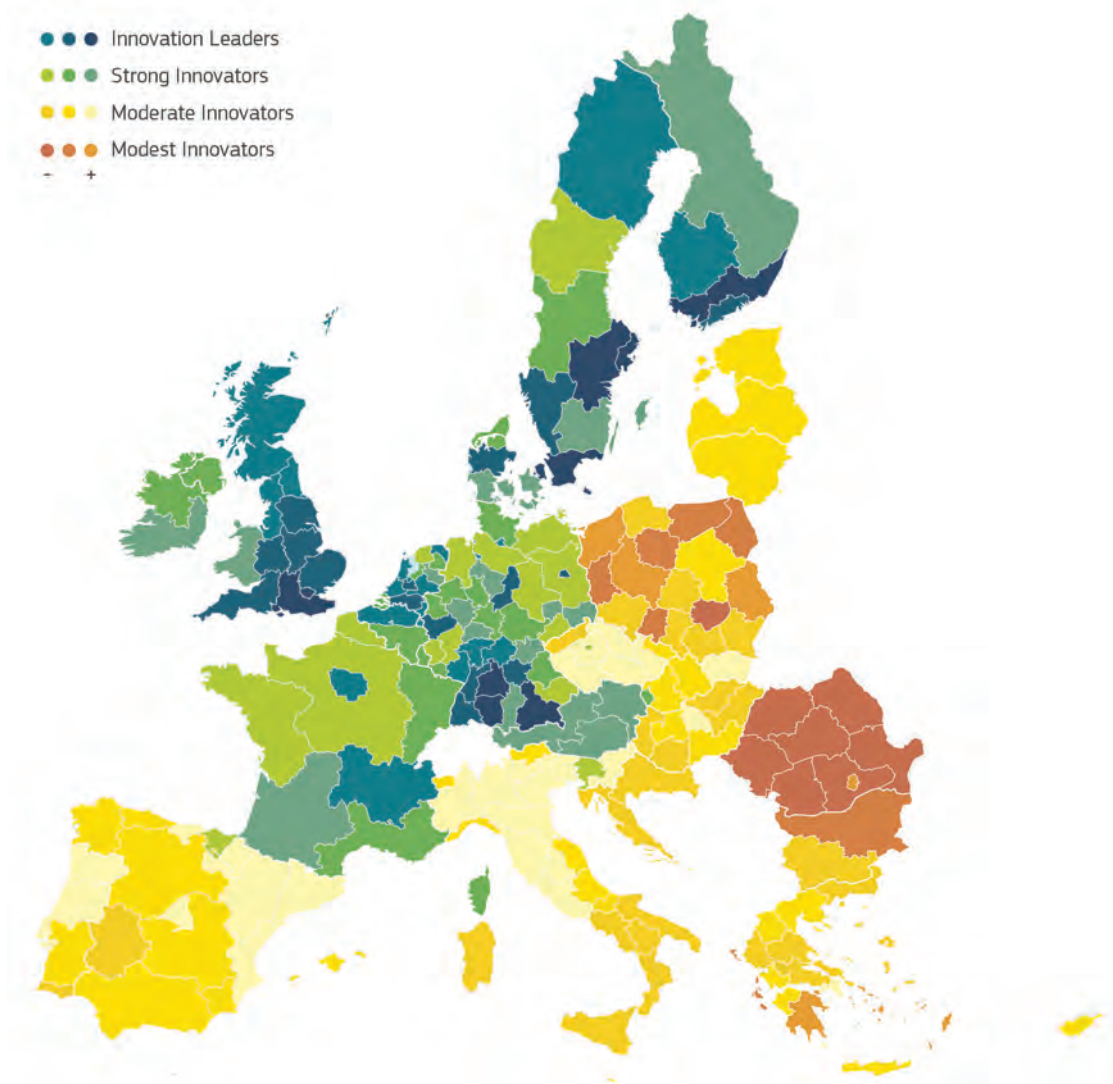 Innovation Leaders
Strong Innovators
Moderate Innovators
Modest Innovators
- +